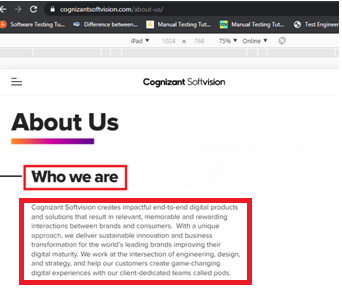 cognizantsoftvision.com/about-us/
Software Testing Tu... Difference between... Manual Testing Tut... Manual Testing Tut... Test Engineer
iPad 1024 × 768 75% Online
Cognizant Softvision
About Us
Who we are
Cognizant Softvision creates impactful end-to-end digital products
and solutions that result in relevant, memorable and rewarding
interactions between brands and consumers. With a unique
approach, we deliver sustainable innovation and business
transformation for the world's leading brands improving their
digital maturity. We work at the intersection of engineering, design,
and strategy, and help our customers create game-changing
digital experiences with our client-dedicated teams called pods.